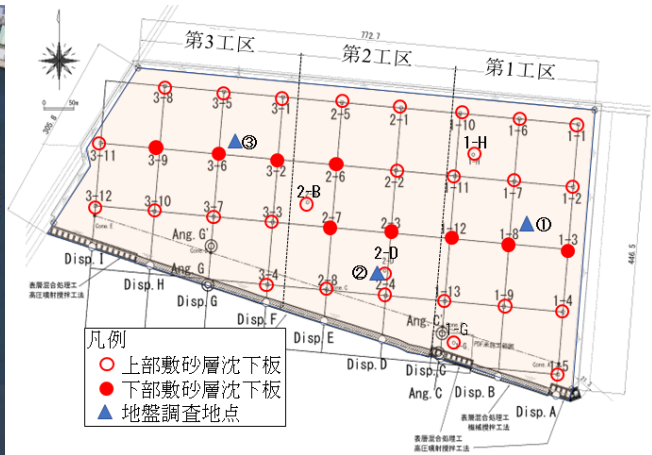 772.7
第3工区 第2工区 第1工区
0 50m
305.8
446.5
3-8 3-5 3-1 2-5 2-1 1-10 1-6 1-1
③ 1-H
3-11 3-9 3-6 3-2 2-6 2-2 1-11 1-7 1-2
2-B
①
3-12 3-10 3-7 3-3 2-7 2-3 1-12 1-8 1-3
Ang.G'
2-D
②
Ang.G
3-4 2-8 2-4 1-13 1-9 1-4
Disp.I
Disp.H
Disp.G
Disp.F
Disp.E
Disp.D
Ang.C'
1-G
Disp.C
Ang.C
Disp.B
Disp.A
表層混合処理工
高圧噴射攪拌工法
表層混合処理工
機械攪拌工法
表層混合処理工
高圧噴射攪拌工法
凡例
上部敷砂層沈下板
下部敷砂層沈下板
地盤調査地点